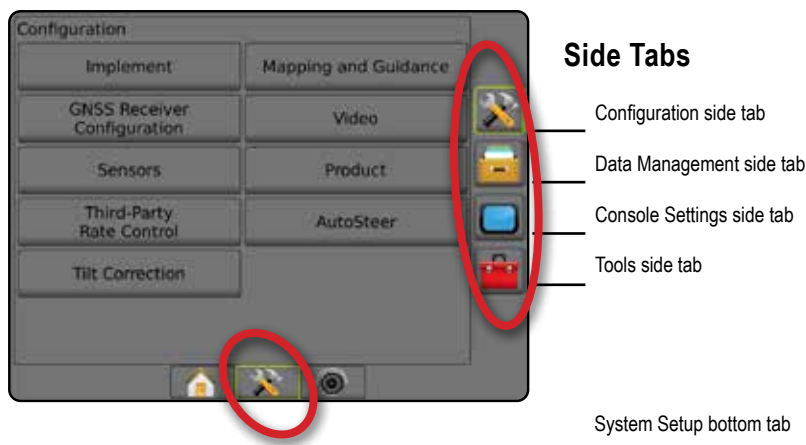 Configuration
Implement
Mapping and Guidance
GNSS Receiver
Configuration
Video
Sensors
Product
Third-Party
Rate Control
AutoSteer
Tilt Correction
Side Tabs
Configuration side tab
Data Management side tab
Console Settings side tab
Tools side tab
System Setup bottom tab